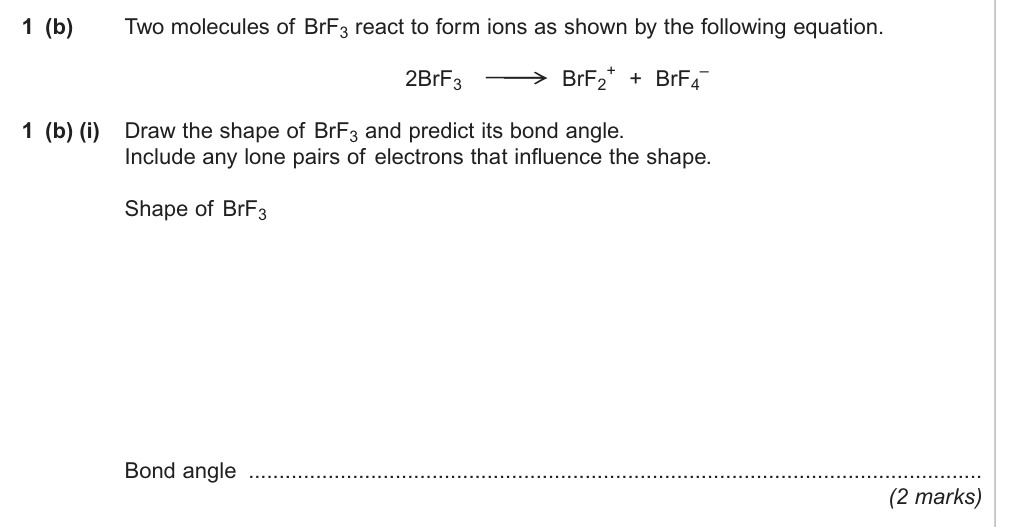 1 (b) Two molecules of BrF₃ react to form ions as shown by the following equation.
2BrF₃ ⟶ BrF₂⁺ + BrF₄⁻
1 (b) (i) Draw the shape of BrF₃ and predict its bond angle.
Include any lone pairs of electrons that influence the shape.
Shape of BrF₃
Bond angle ................................................................................................................
(2 marks)